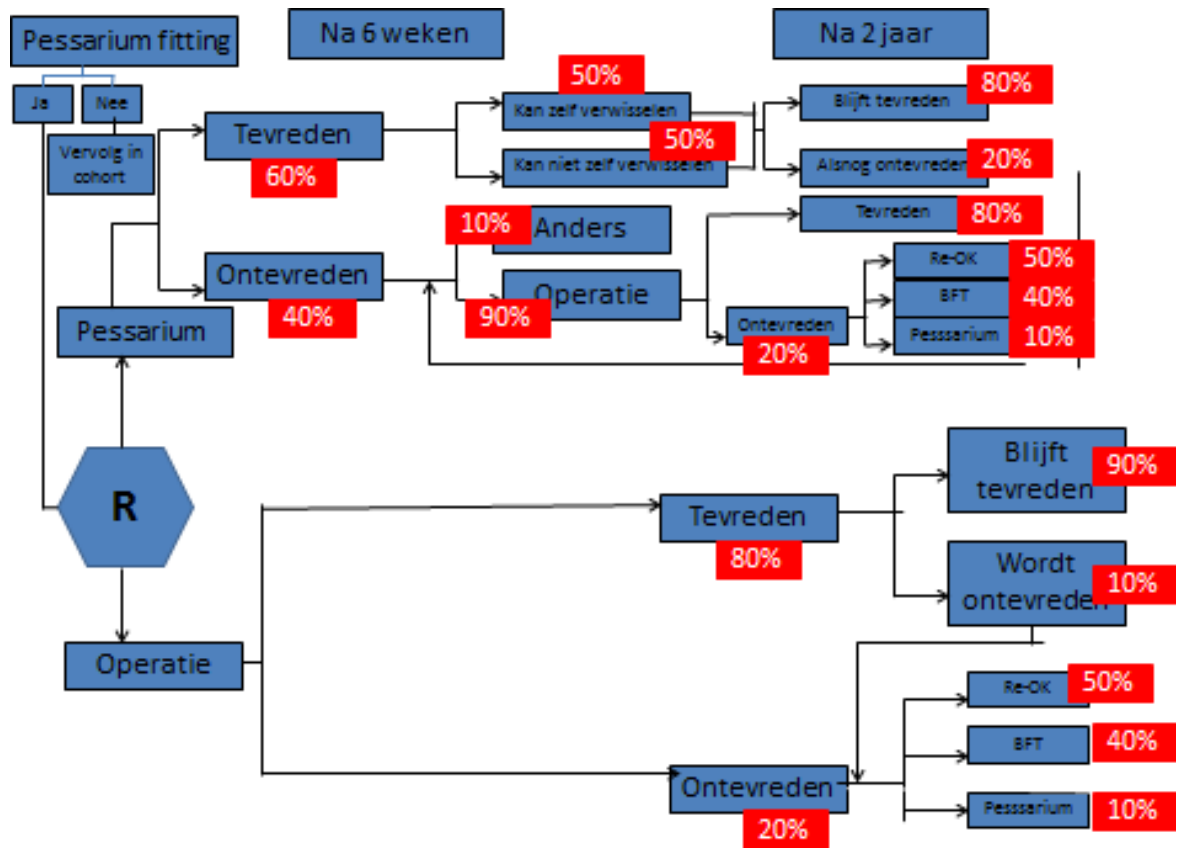 Pessarium fitting
Na 6 weken
Na 2 jaar
Ja
Nee
Vervolg in
cohort
Tevreden
60%
50%
Kan zelf verwisselen
50%
Kan niet zelf verwisselen
Blijft tevreden
80%
Alsnog ontevreden
20%
Tevreden
80%
10%
Anders
Ontevreden
40%
Operatie
90%
Ontevreden
20%
Re-OK
50%
BFT
40%
Pesssarium
10%
Pessarium
R
Operatie
Tevreden
80%
Blijft
tevreden
90%
Wordt
ontevreden
10%
Ontevreden
20%
Re-OK
50%
BFT
40%
Pesssarium
10%